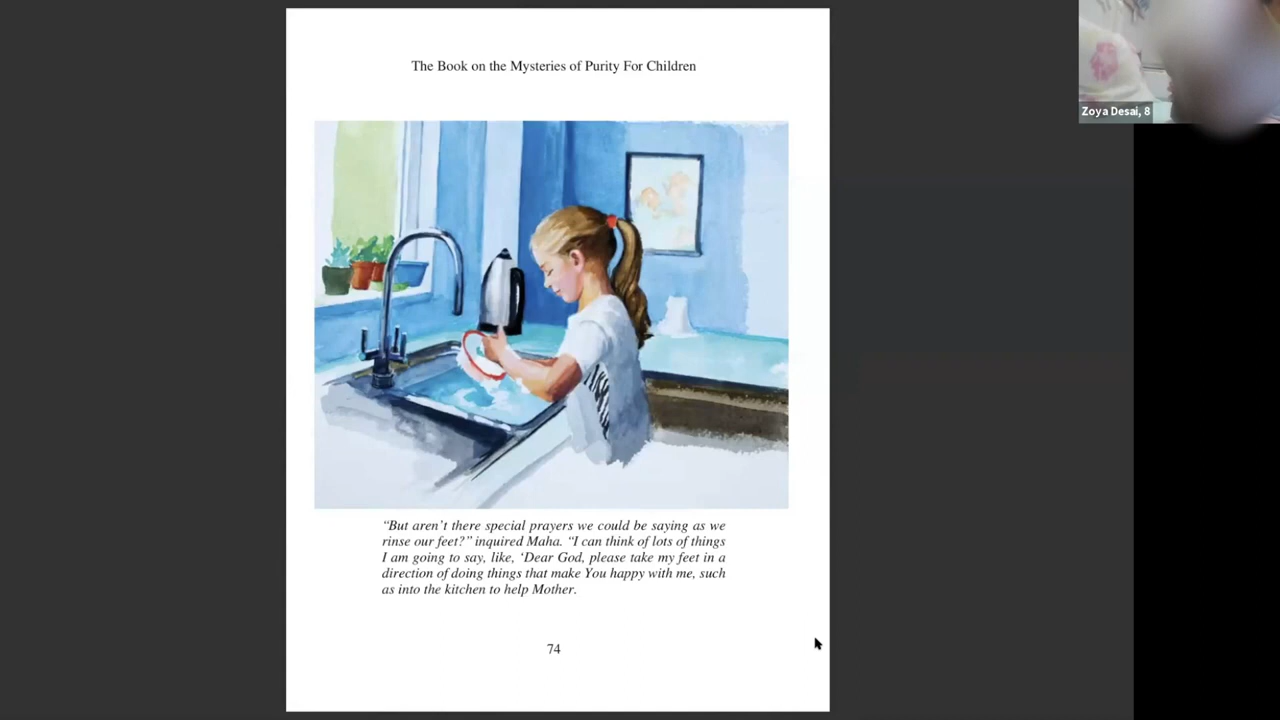 The Book on the Mysteries of Purity For Children
Zoya Desai, 8
“But aren’t there special prayers we could be saying as we
rinse our feet?” inquired Maha. “I can think of lots of things
I am going to say, like, ‘Dear God, please take my feet in a
direction of doing things that make You happy with me, such
as into the kitchen to help Mother.
74